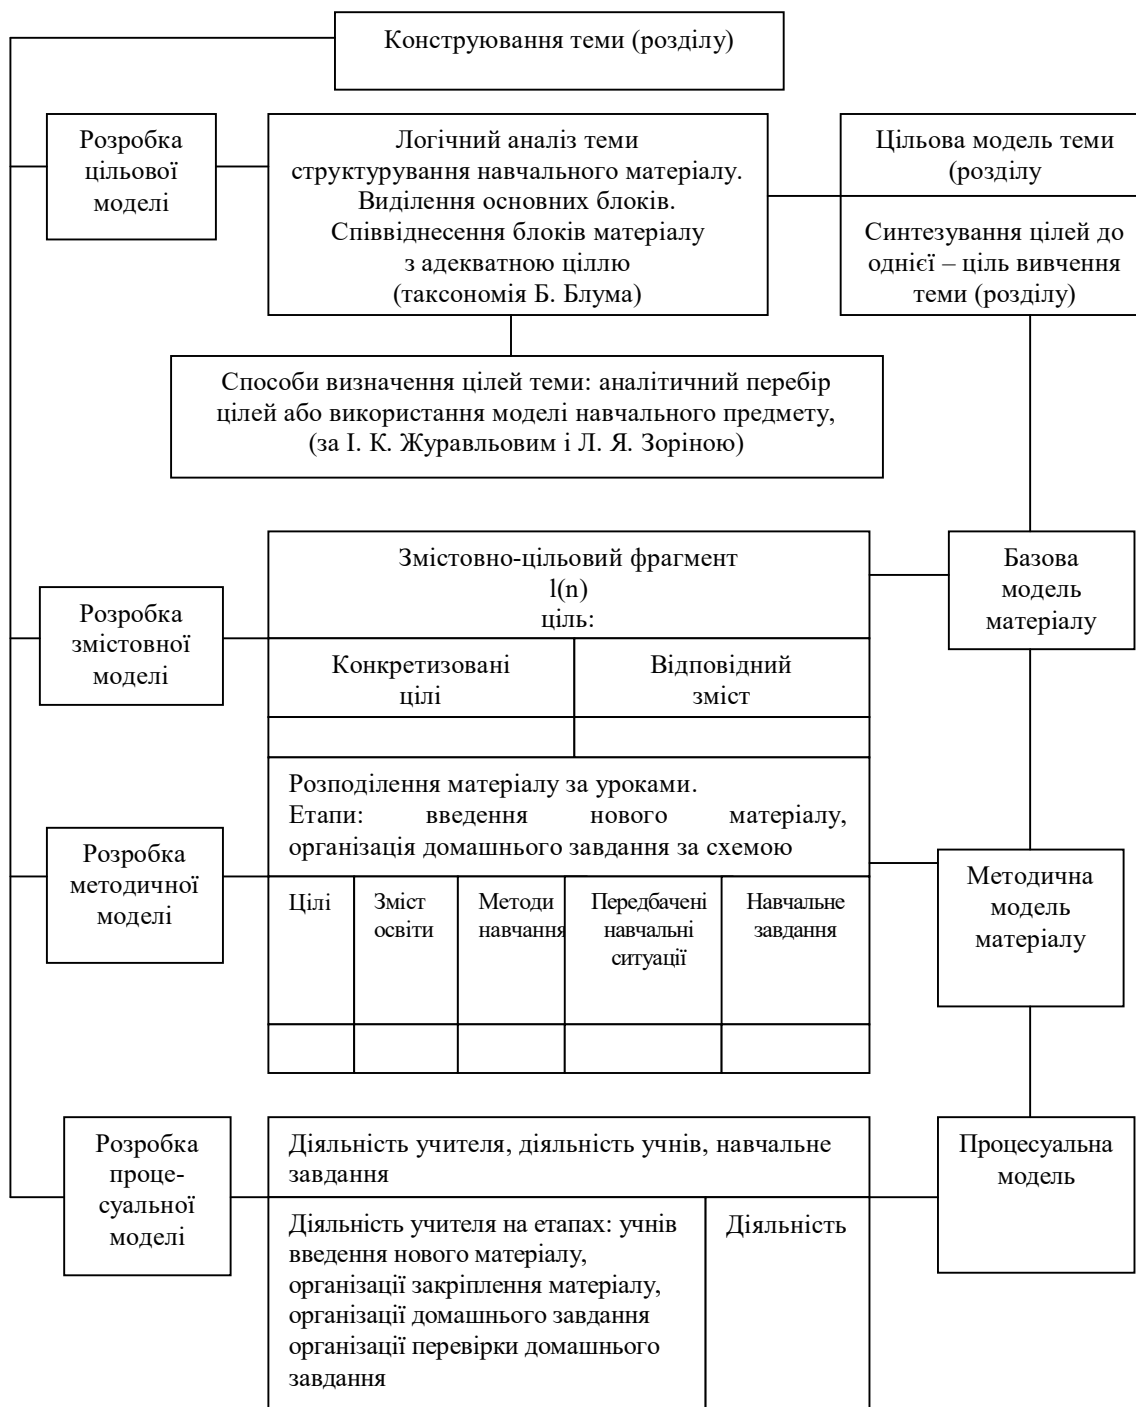 Конструювання теми (розділу)
Розробка
цільової
моделі
Логічний аналіз теми
структурування навчального матеріалу.
Виділення основних блоків.
Співвіднесення блоків матеріалу
з адекватною ціллю
(таксономія Б. Блума)
Цільова модель теми
(розділу
Синтезування цілей до
однієї – ціль вивчення
теми (розділу)
Способи визначення цілей теми: аналітичний перебір
цілей або використання моделі навчального предмету,
(за І. К. Журавльовим і Л. Я. Зоріною)
Розробка
змістовної
моделі
Змістовно-цільовий фрагмент
l(n)
ціль:
Конкретизовані
цілі
Відповідний
зміст
Базова
модель
матеріалу
Розробка
методичної
моделі
Розподілення матеріалу за уроками.
Етапи: введення нового матеріалу,
організація домашнього завдання за схемою
Цілі
Зміст
освіти
Методи
навчання
Передбачені
навчальні
ситуації
Навчальне
завдання
Методична
модель
матеріалу
Розробка
проце-
суальної
моделі
Діяльність учителя, діяльність учнів, навчальне
завдання
Діяльність учителя на етапах: учнів
введення нового матеріалу,
організації закріплення матеріалу,
організації домашнього завдання
організації перевірки домашнього
завдання
Діяльність
Процесуальна
модель